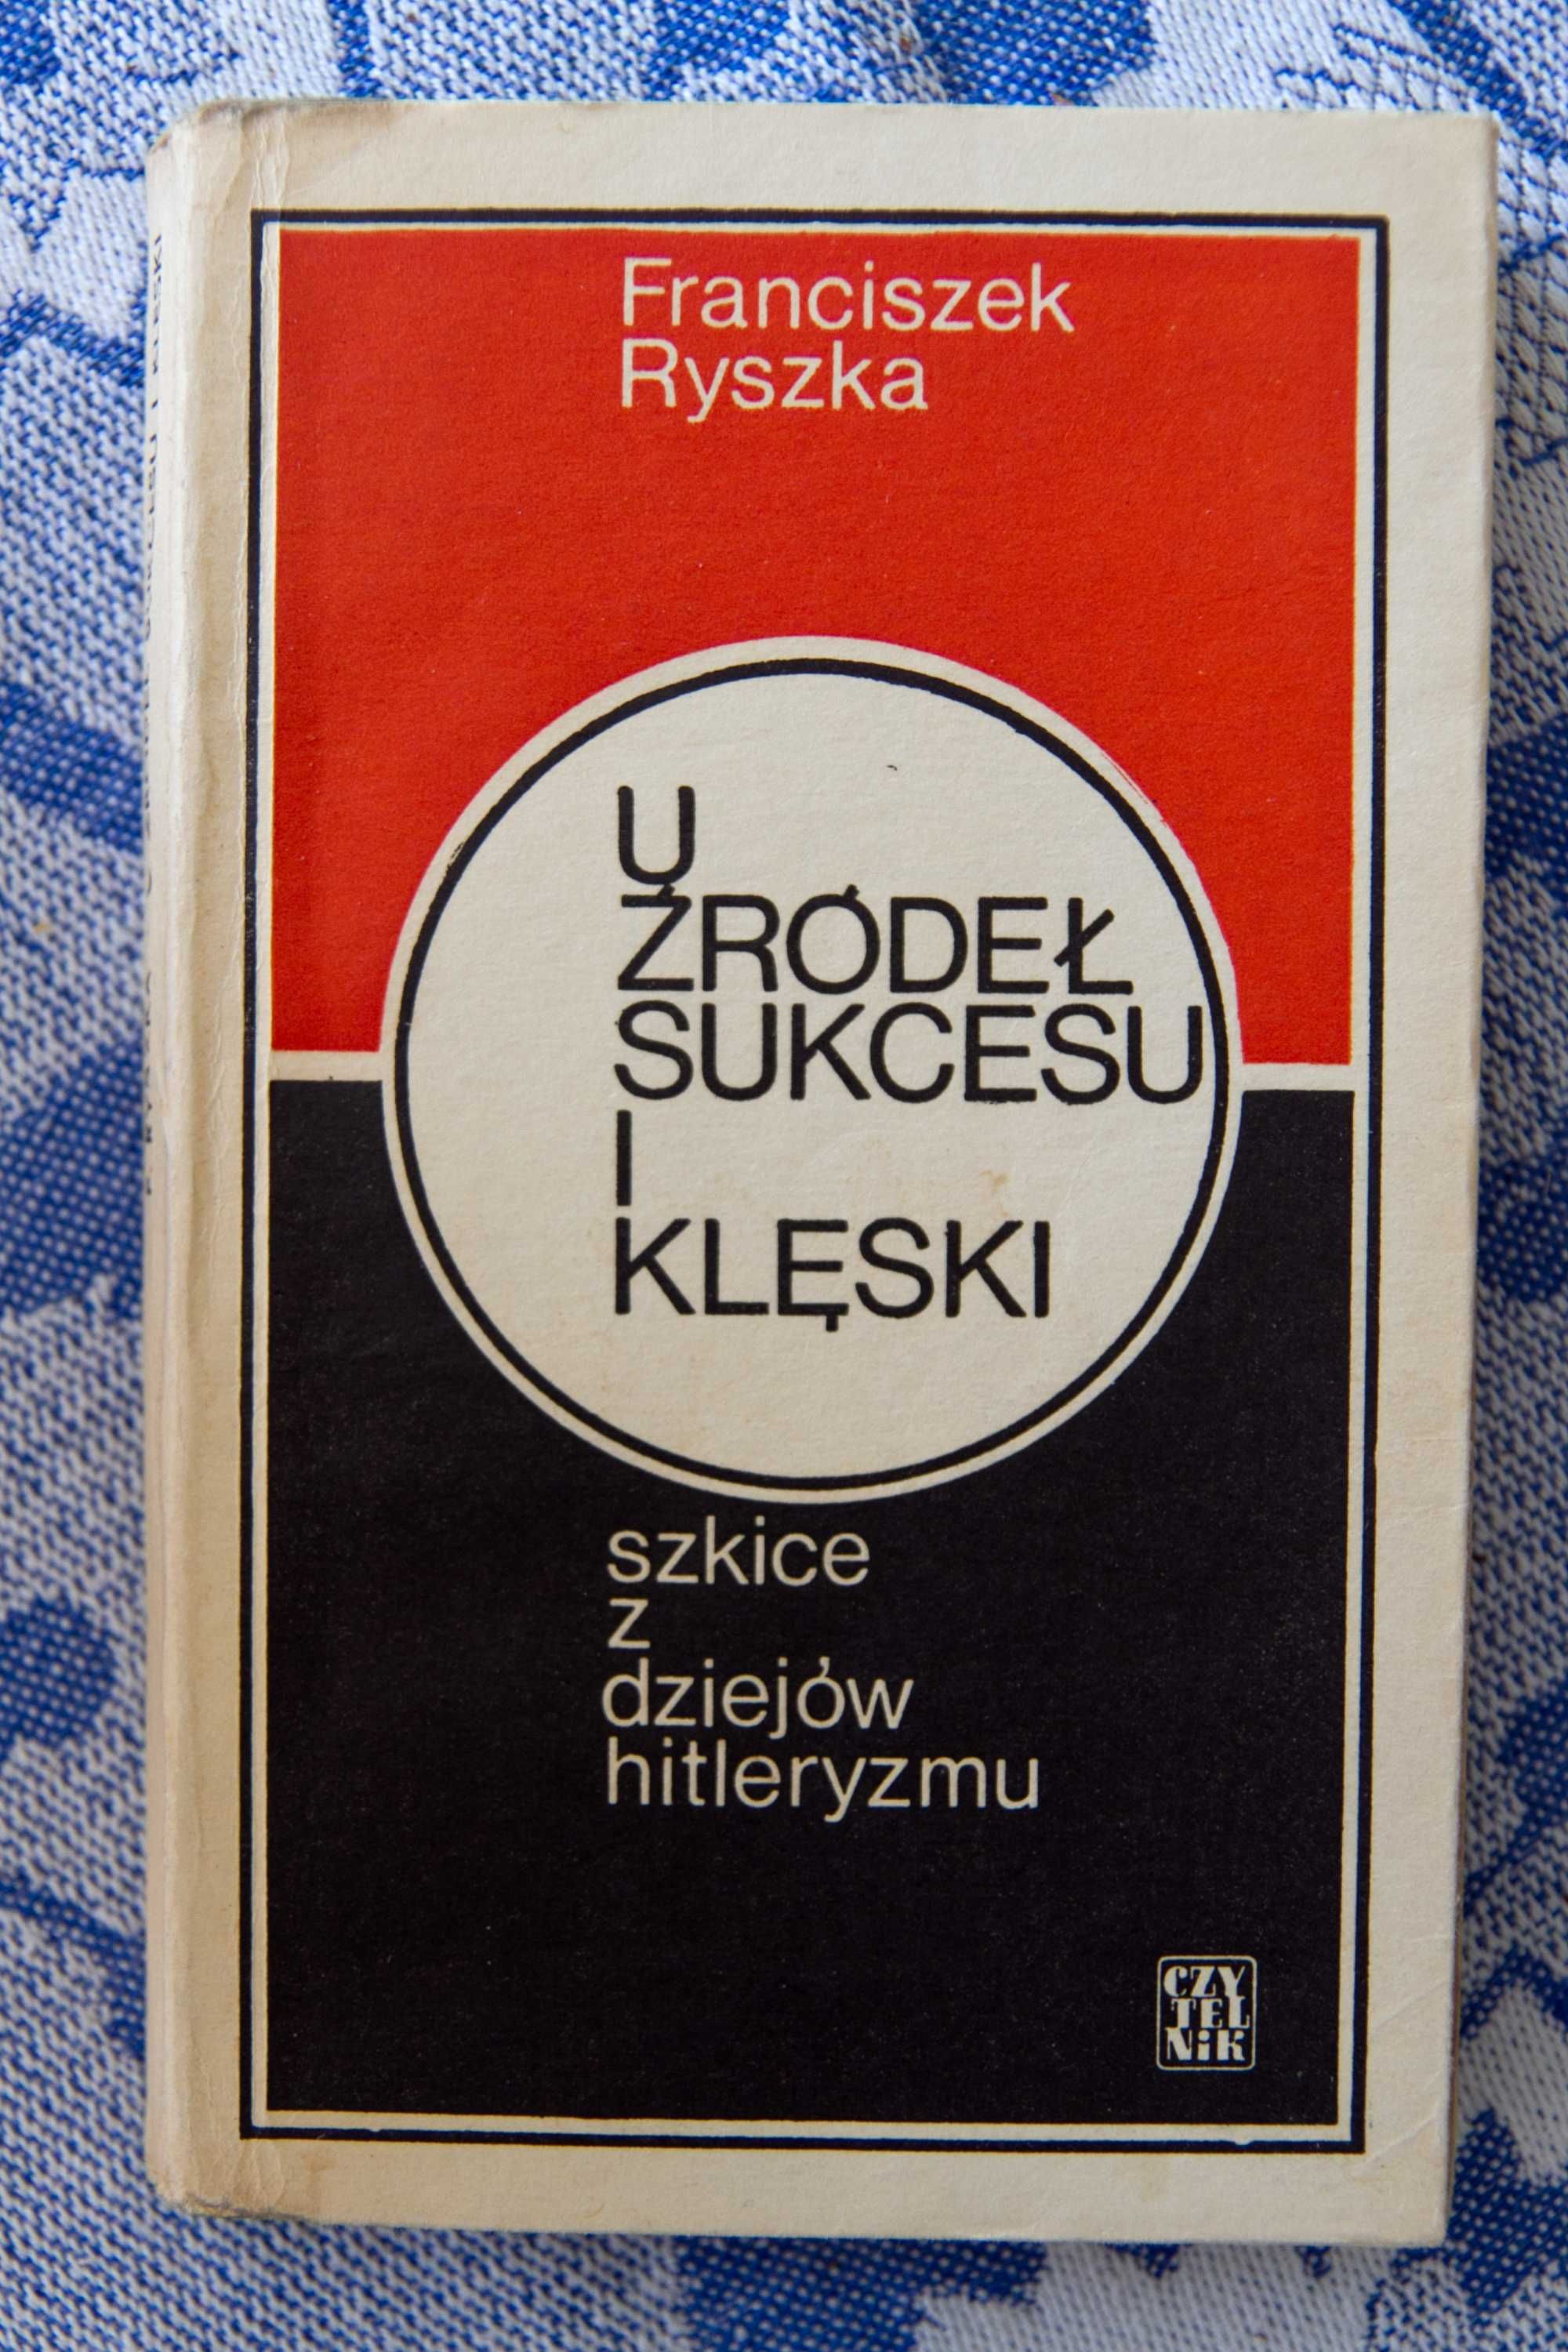 Franciszek
Ryszka
U
ŹRÓDEŁ
SUKCESU
I
KLĘSKI
szkice
z
dziejów
hitleryzmu
CZY
TEL
NiK